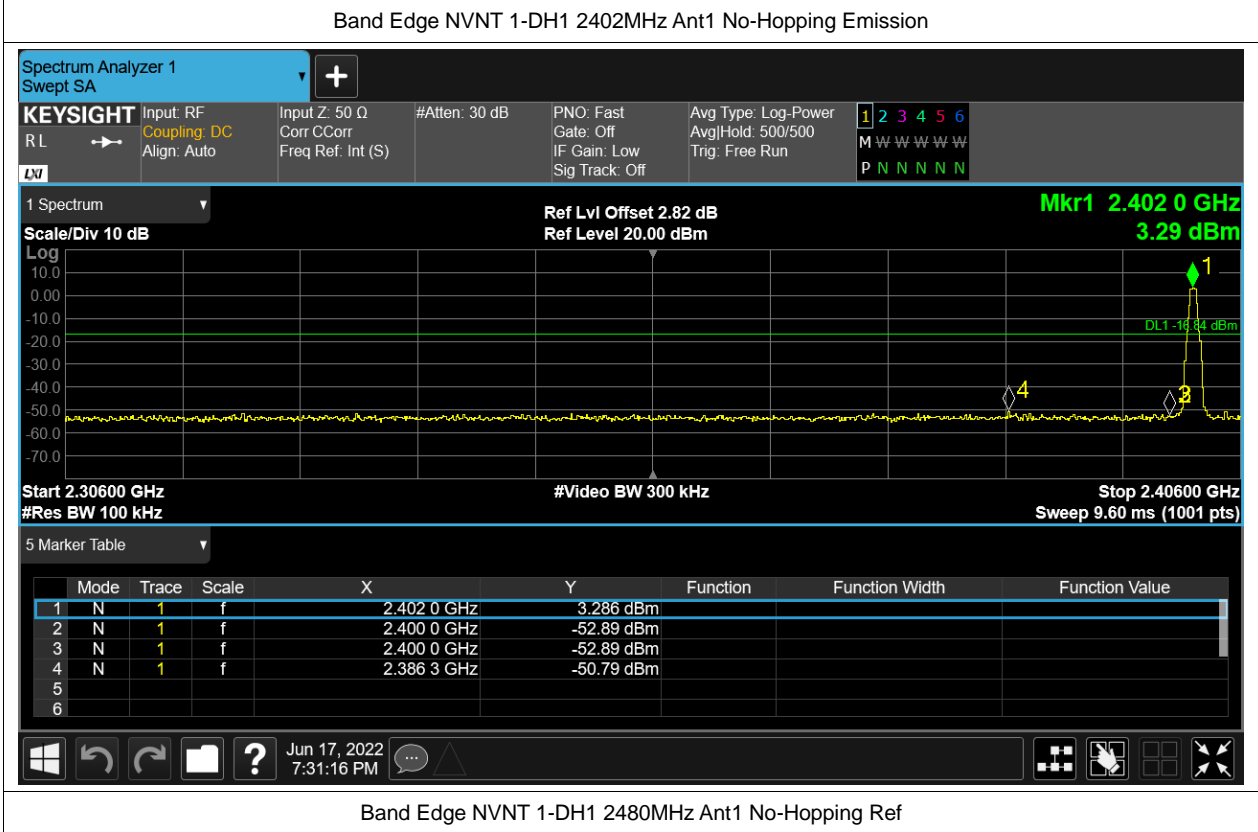 Band Edge NVNT 1-DH1 2402MHz Ant1 No-Hopping Emission
Spectrum Analyzer 1
Swept SA
KEYSIGHT
RL
LXI
Input: RF
Coupling: DC
Align: Auto
Input Z: 50 Ω
Corr CCorr
Freq Ref: Int (S)
#Atten: 30 dB
PNO: Fast
Gate: Off
IF Gain: Low
Sig Track: Off
Avg Type: Log-Power
Avg|Hold: 500/500
Trig: Free Run
1 2 3 4 5 6
M W W W W W
P N N N N N
1 Spectrum
Scale/Div 10 dB
Ref Lvl Offset 2.82 dB
Ref Level 20.00 dBm
Mkr1 2.402 0 GHz
3.29 dBm
Log
10.0
0.00
-10.0
-20.0
-30.0
-40.0
-50.0
-60.0
-70.0
1
DL1 -16.84 dBm
4
Start 2.30600 GHz
#Res BW 100 kHz
#Video BW 300 kHz
Stop 2.40600 GHz
Sweep 9.60 ms (1001 pts)
5 Marker Table
Mode Trace Scale X Y Function Function Width Function Value
1 N 1 f 2.402 0 GHz 3.286 dBm
2 N 1 f 2.400 0 GHz -52.89 dBm
3 N 1 f 2.400 0 GHz -52.89 dBm
4 N 1 f 2.386 3 GHz -50.79 dBm
5
6
?
Jun 17, 2022
7:31:16 PM
Band Edge NVNT 1-DH1 2480MHz Ant1 No-Hopping Ref